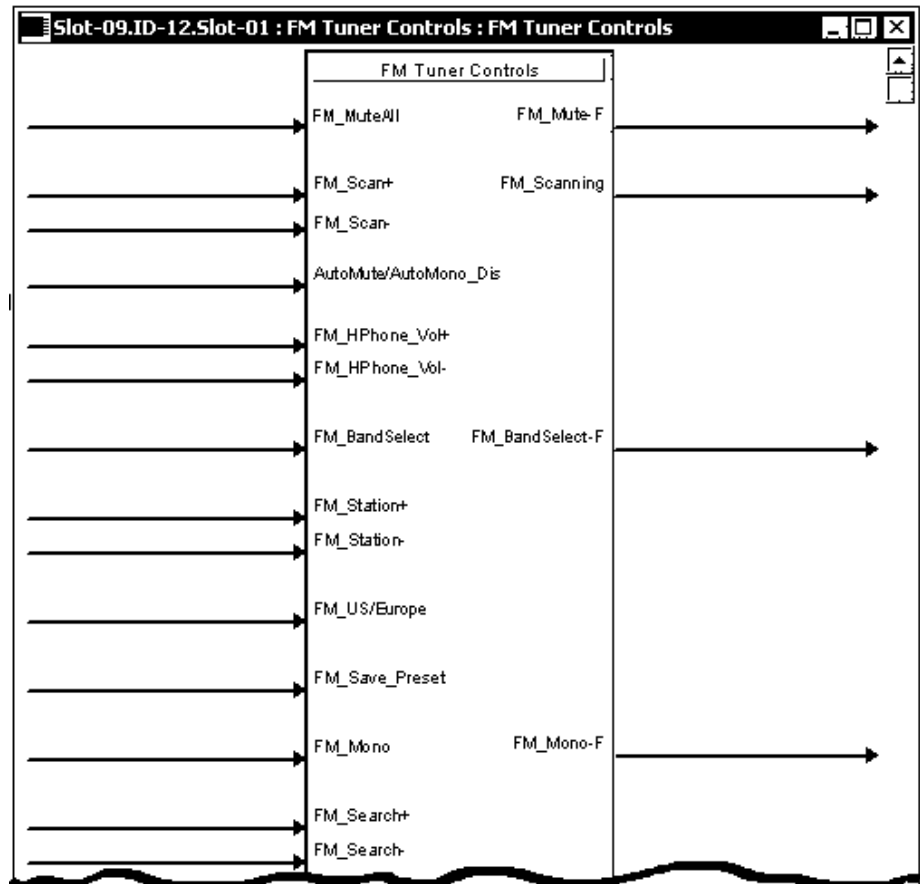 Slot-09.ID-12.Slot-01 : FM Tuner Controls : FM Tuner Controls
FM Tuner Controls
FM_MuteAll FM_Mute-F
FM_Scan+ FM_Scanning
FM_Scan-
AutoMute/AutoMono_Dis
FM_HPhone_Vol+
FM_HPhone_Vol-
FM_BandSelect FM_BandSelect-F
FM_Station+
FM_Station-
FM_US/Europe
FM_Save_Preset
FM_Mono FM_Mono-F
FM_Search+
FM_Search-